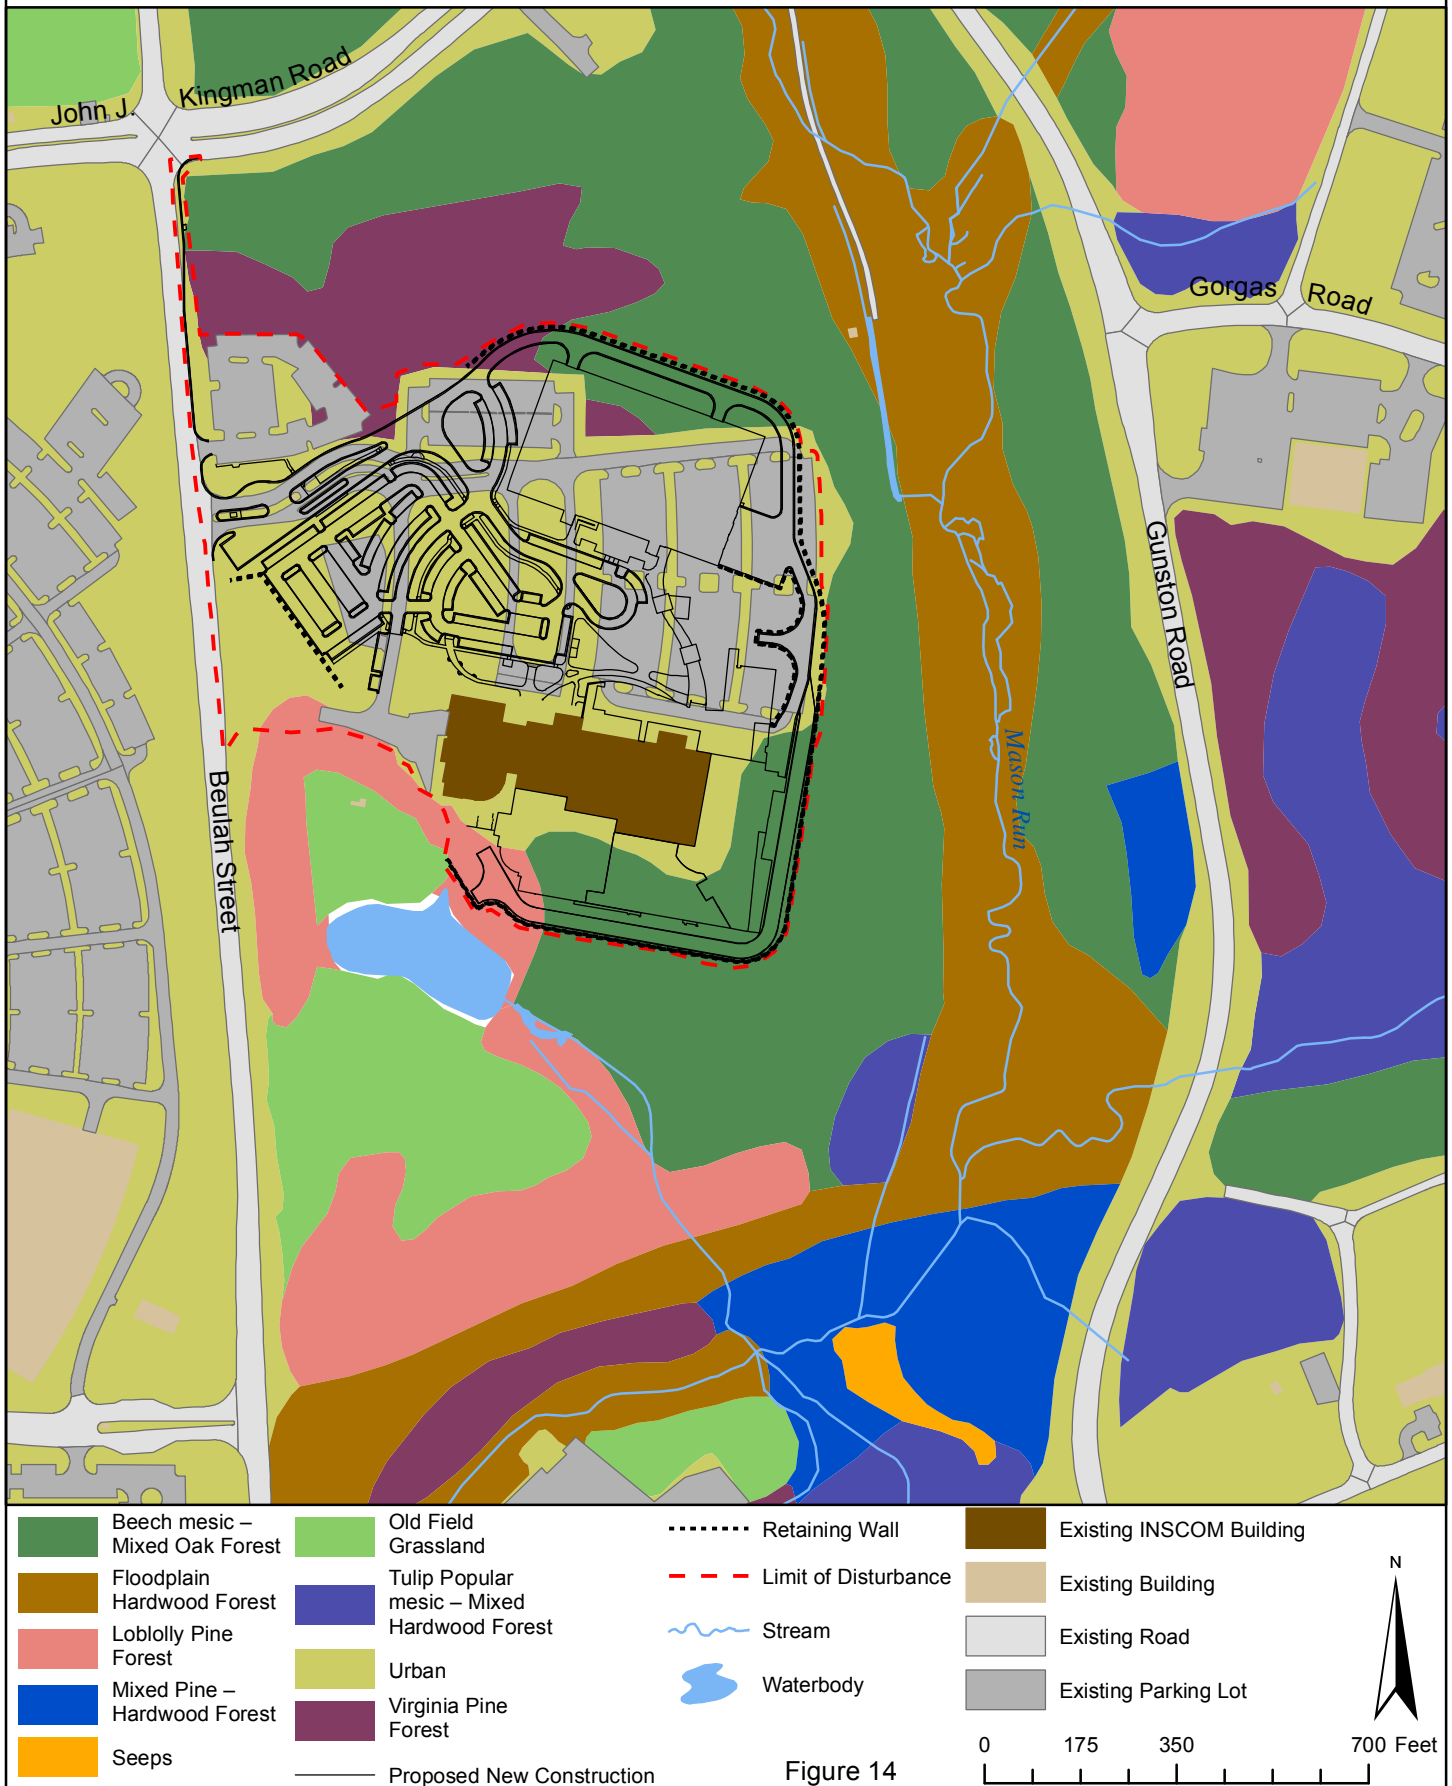 John J.
Kingman Road
Gorgas Road
Gunston Road
Mason Run
Beulah Street
Beech mesic –
Mixed Oak Forest
Floodplain
Hardwood Forest
Loblolly Pine
Forest
Mixed Pine –
Hardwood Forest
Seeps
Old Field
Grassland
Tulip Popular
mesic – Mixed
Hardwood Forest
Urban
Virginia Pine
Forest
Proposed New Construction
Retaining Wall
Limit of Disturbance
Stream
Waterbody
Figure 14
Existing INSCOM Building
Existing Building
Existing Road
Existing Parking Lot
N
0 175 350 700 Feet